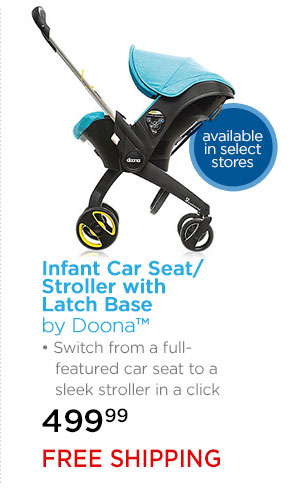 doona
available
in select
stores
Infant Car Seat/
Stroller with
Latch Base
by Doona™
• Switch from a full-
featured car seat to a
sleek stroller in a click
499⁹⁹
FREE SHIPPING